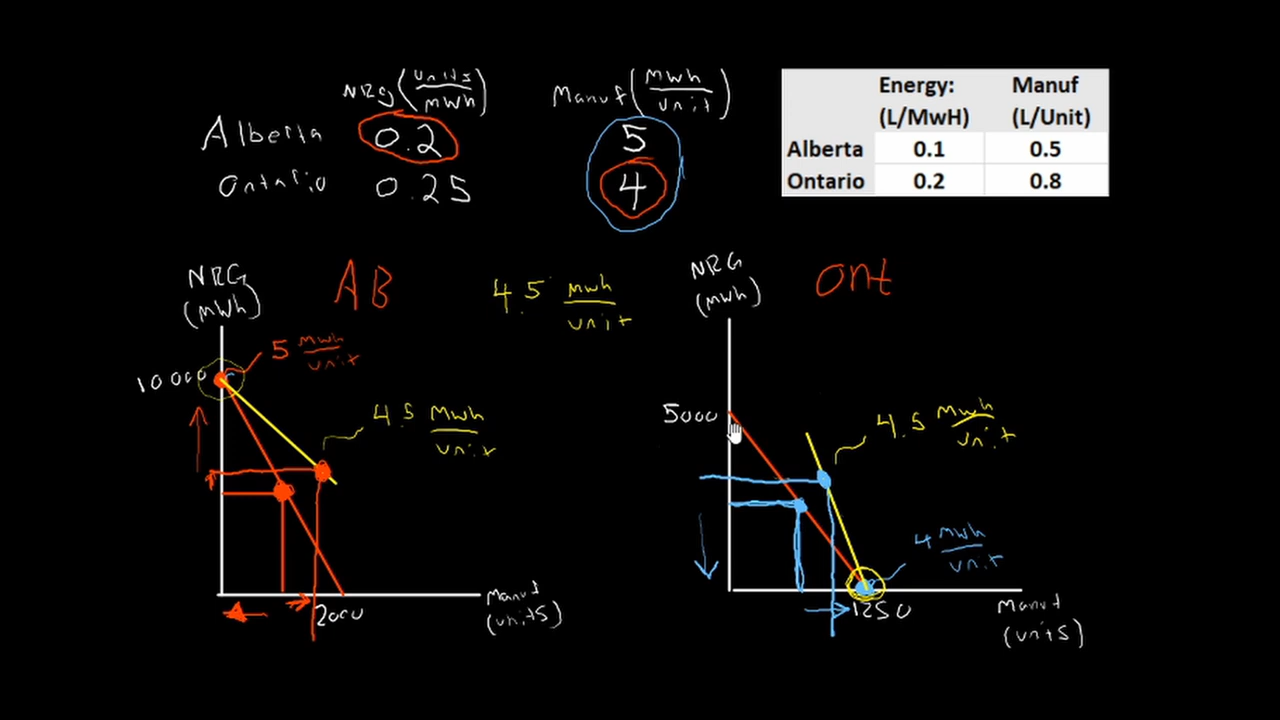 NRG (units/MWh) Manuf (MWh/unit)
Alberta 0.2 5
Ontario 0.25 4
Energy: Manuf
(L/MwH) (L/Unit)
Alberta 0.1 0.5
Ontario 0.2 0.8
NRG
(MWh)
AB
10000
5 MWh/unit
4.5 MWh/unit
2000
Manuf
(units)
4.5 MWh/unit
NRG
(MWh)
Ont
5000
4.5 MWh/unit
4 MWh/unit
1250
Manuf
(units)